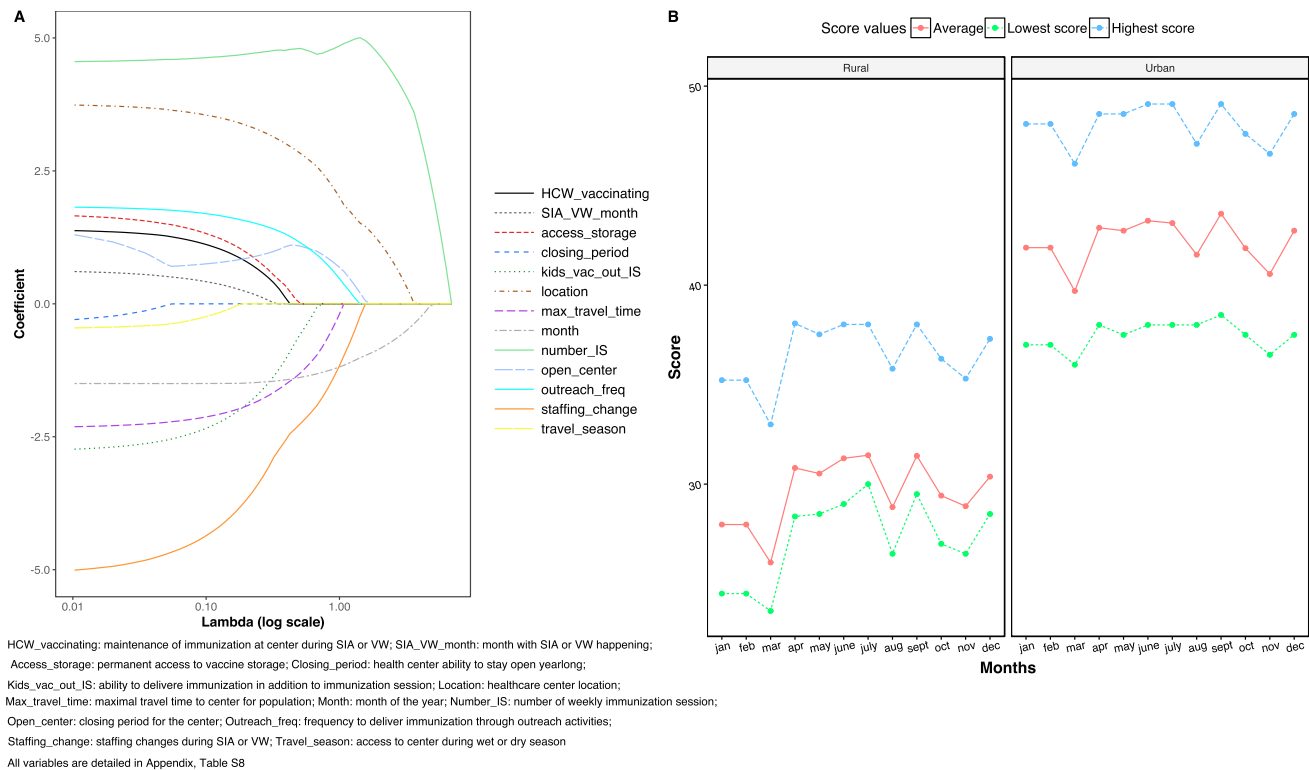 A
5.0
2.5
0.0
-2.5
-5.0
Coefficient
0.01 0.10 1.00
Lambda (log scale)
HCW_vaccinating
SIA_VW_month
access_storage
closing_period
kids_vac_out_IS
location
max_travel_time
month
number_IS
open_center
outreach_freq
staffing_change
travel_season
B
Score values Average Lowest score Highest score
Rural Urban
50
40
30
Score
jan feb mar apr may june july aug sept oct nov dec jan feb mar apr may june july aug sept oct nov dec
Months
HCW_vaccinating: maintenance of immunization at center during SIA or VW; SIA_VW_month: month with SIA or VW happening;
Access_storage: permanent access to vaccine storage; Closing_period: health center ability to stay open yearlong;
Kids_vac_out_IS: ability to delivere immunization in addition to immunization session; Location: healthcare center location;
Max_travel_time: maximal travel time to center for population; Month: month of the year; Number_IS: number of weekly immunization session;
Open_center: closing period for the center; Outreach_freq: frequency to deliver immunization through outreach activities;
Staffing_change: staffing changes during SIA or VW; Travel_season: access to center during wet or dry season
All variables are detailed in Appendix, Table S8